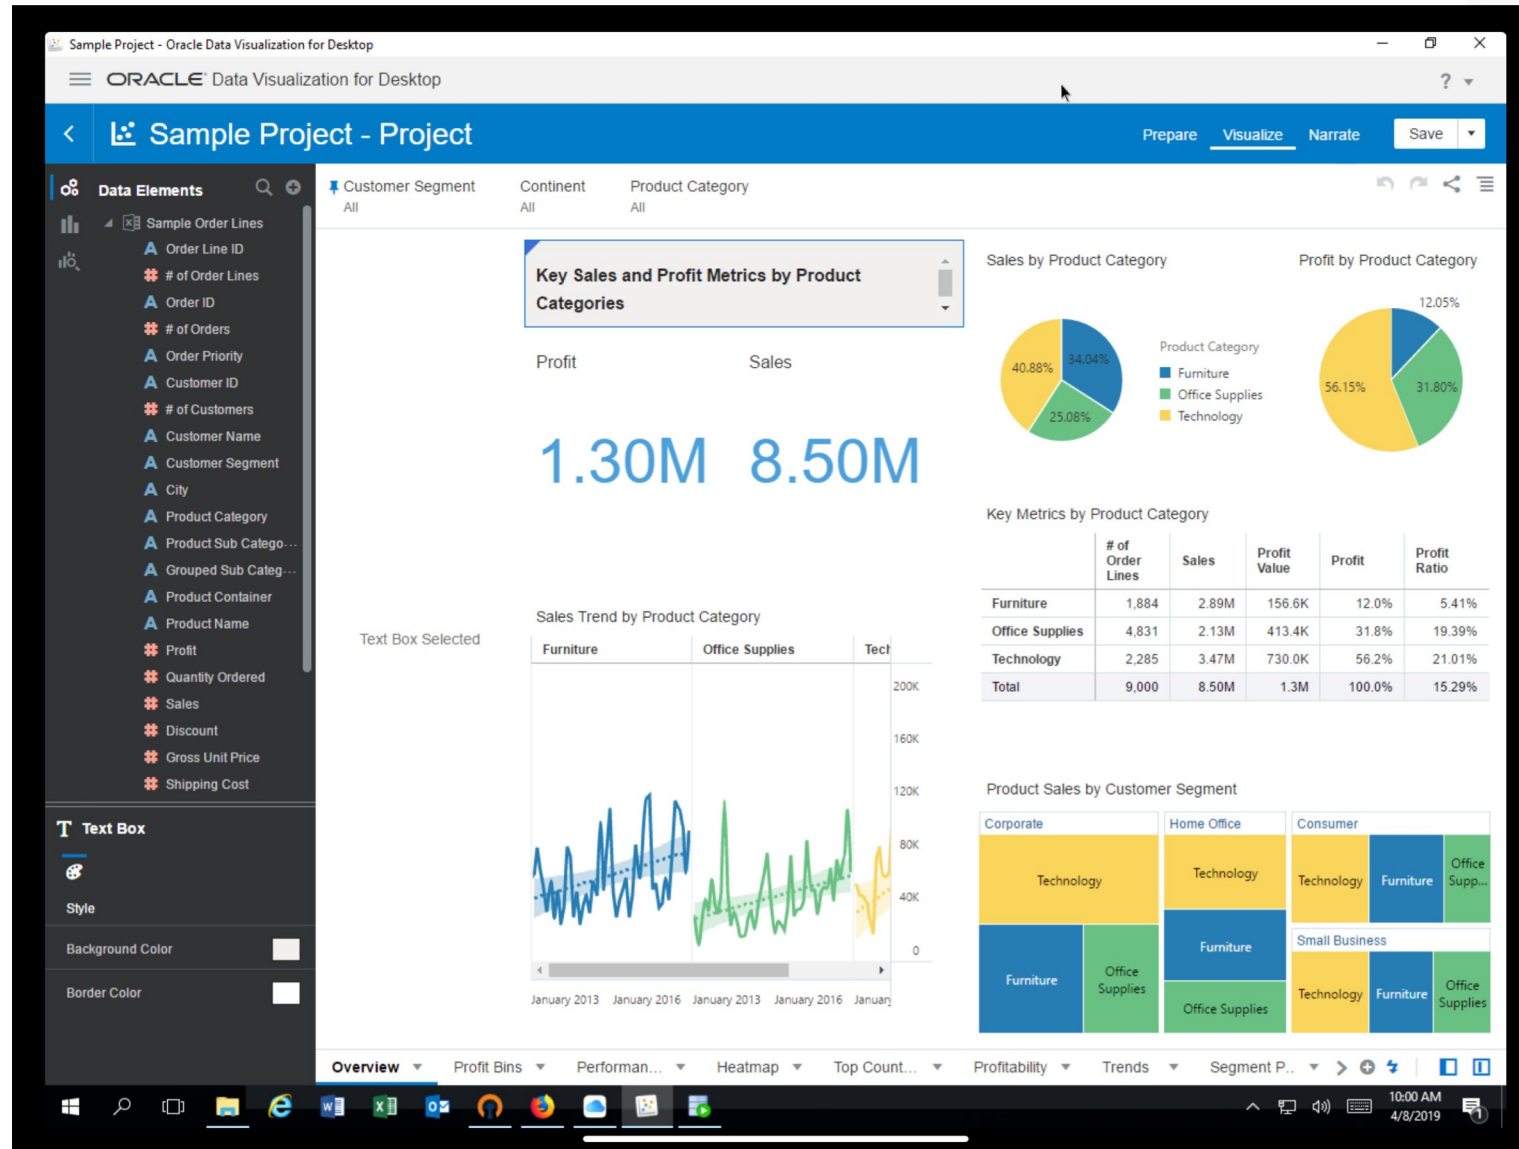 Sample Project - Oracle Data Visualization for Desktop
ORACLE Data Visualization for Desktop
?
Sample Project - Project
Prepare Visualize Narrate Save
Data Elements
Sample Order Lines
A Order Line ID
# # of Order Lines
A Order ID
# # of Orders
A Order Priority
A Customer ID
# # of Customers
A Customer Name
A Customer Segment
A City
A Product Category
A Product Sub Catego...
A Grouped Sub Categ...
A Product Container
A Product Name
# Profit
# Quantity Ordered
# Sales
# Discount
# Gross Unit Price
# Shipping Cost
T Text Box
Style
Background Color
Border Color
Customer Segment Continent Product Category
All All All
Text Box Selected
Key Sales and Profit Metrics by Product
Categories
Profit Sales
1.30M 8.50M
Sales Trend by Product Category
Furniture Office Supplies Tech
200K
160K
120K
80K
40K
0
January 2013 January 2016 January 2013 January 2016 January
Sales by Product Category Profit by Product Category
40.88% 34.04%
25.08%
Product Category
Furniture
Office Supplies
Technology
12.05%
56.15% 31.80%
Key Metrics by Product Category
# of Order Lines Sales Profit Value Profit Profit Ratio
Furniture 1,884 2.89M 156.6K 12.0% 5.41%
Office Supplies 4,831 2.13M 413.4K 31.8% 19.39%
Technology 2,285 3.47M 730.0K 56.2% 21.01%
Total 9,000 8.50M 1.3M 100.0% 15.29%
Product Sales by Customer Segment
Corporate
Technology
Furniture
Office
Supplies
Home Office
Technology
Furniture
Office Supplies
Consumer
Technology Furniture
Office
Supp...
Small Business
Technology Furniture
Office
Supplies
Overview Profit Bins Performan... Heatmap Top Count... Profitability Trends Segment P..
10:00 AM
4/8/2019
1